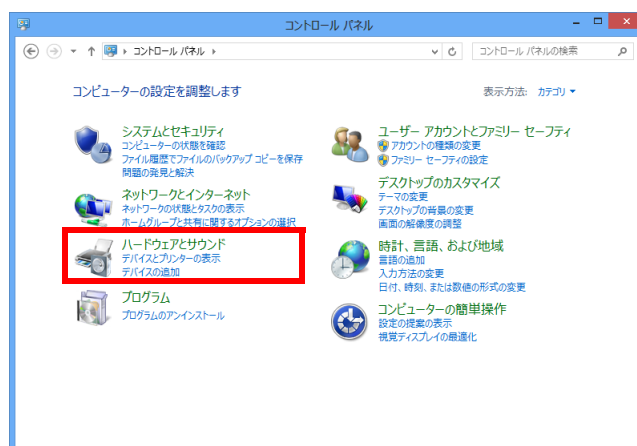 コントロール パネル
コントロール パネル
コントロール パネルの検索
コンピューターの設定を調整します
表示方法: カテゴリ
システムとセキュリティ
コンピューターの状態を確認
ファイル履歴でファイルのバックアップ コピーを保存
問題の発見と解決
ネットワークとインターネット
ネットワークの状態とタスクの表示
ホームグループと共有に関するオプションの選択
ハードウェアとサウンド
デバイスとプリンターの表示
デバイスの追加
プログラム
プログラムのアンインストール
ユーザー アカウントとファミリー セーフティ
アカウントの種類の変更
ファミリー セーフティの設定
デスクトップのカスタマイズ
テーマの変更
デスクトップの背景の変更
画面の解像度の調整
時計、言語、および地域
言語の追加
入力方法の変更
日付、時刻、または数値の形式の変更
コンピューターの簡単操作
設定の提案の表示
視覚ディスプレイの最適化